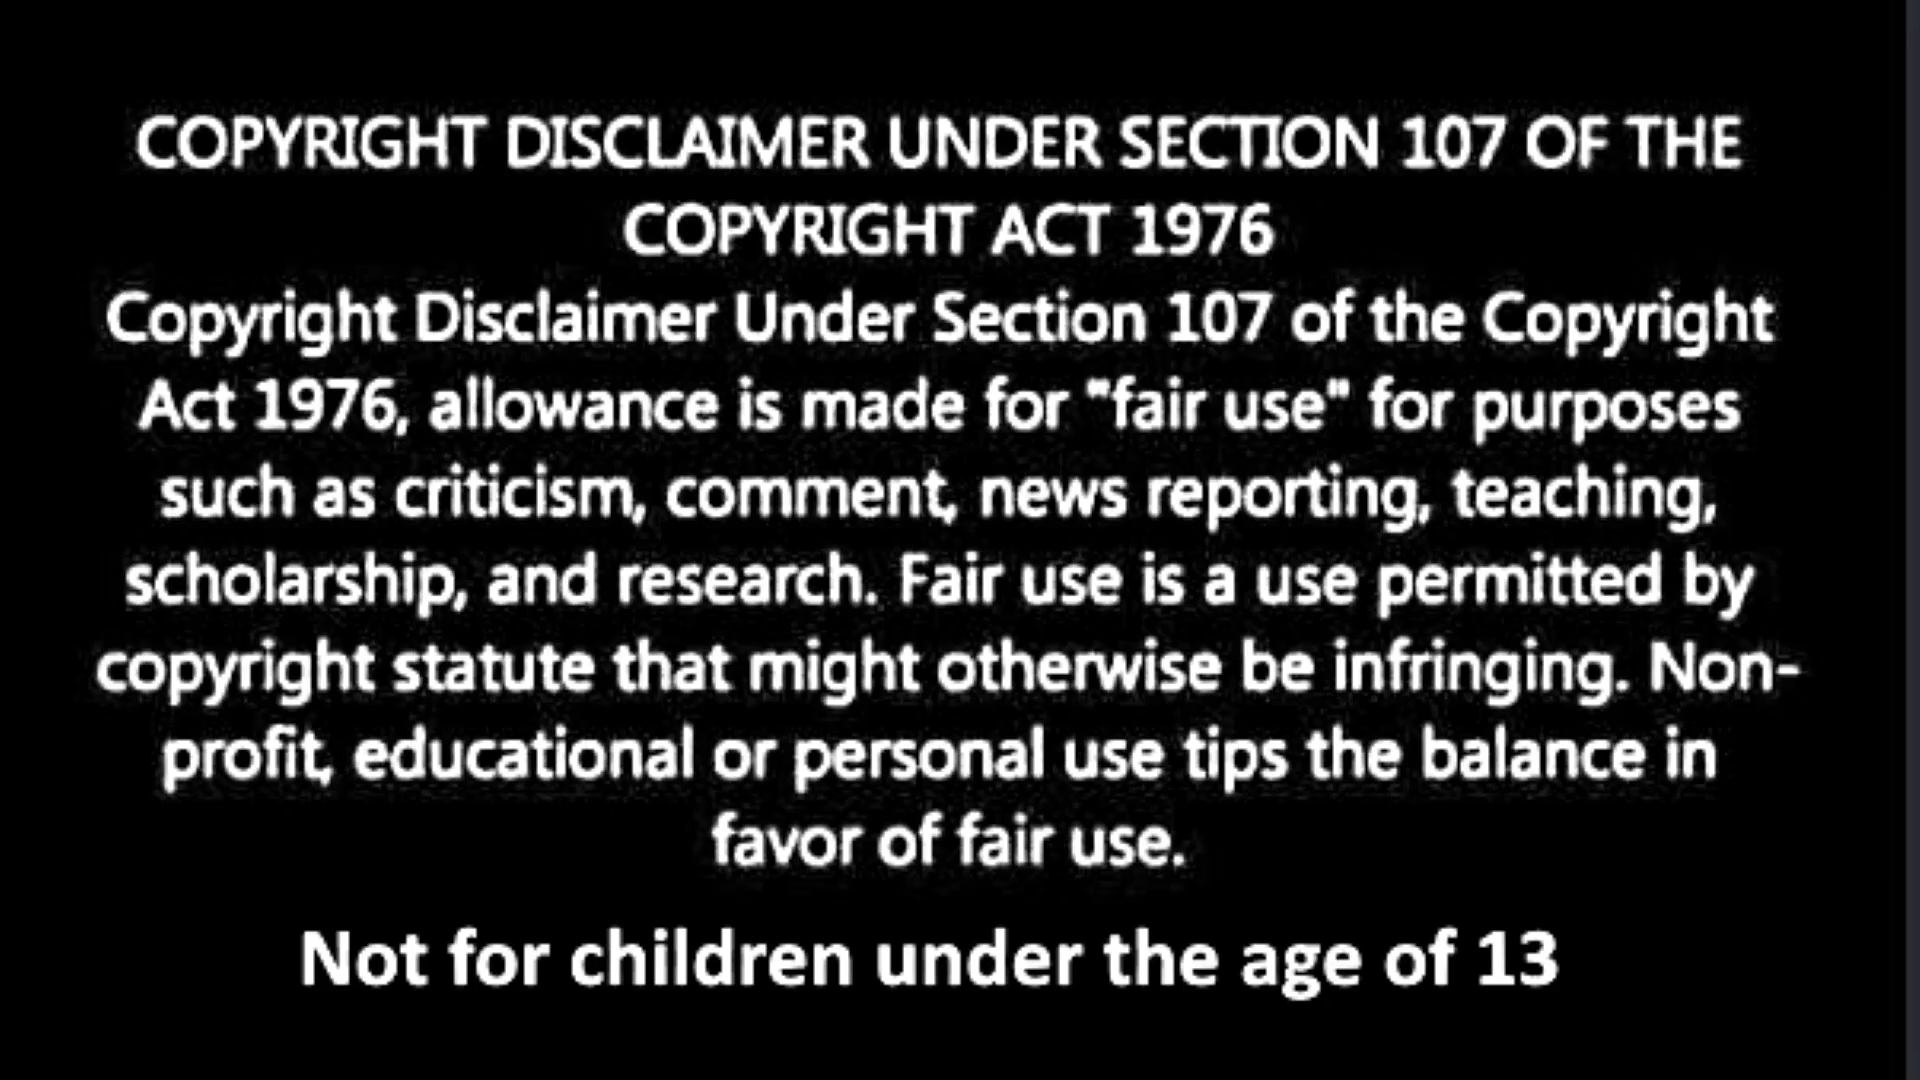 COPYRIGHT DISCLAIMER UNDER SECTION 107 OF THE
COPYRIGHT ACT 1976
Copyright Disclaimer Under Section 107 of the Copyright
Act 1976, allowance is made for "fair use" for purposes
such as criticism, comment, news reporting, teaching,
scholarship, and research. Fair use is a use permitted by
copyright statute that might otherwise be infringing. Non-
profit, educational or personal use tips the balance in
favor of fair use.
Not for children under the age of 13